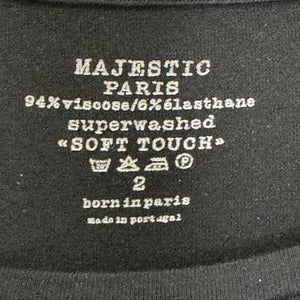 MAJESTIC
PARIS
94% viscose/6% élasthane
superwashed
«SOFT TOUCH»
2
born in paris
made in portugal